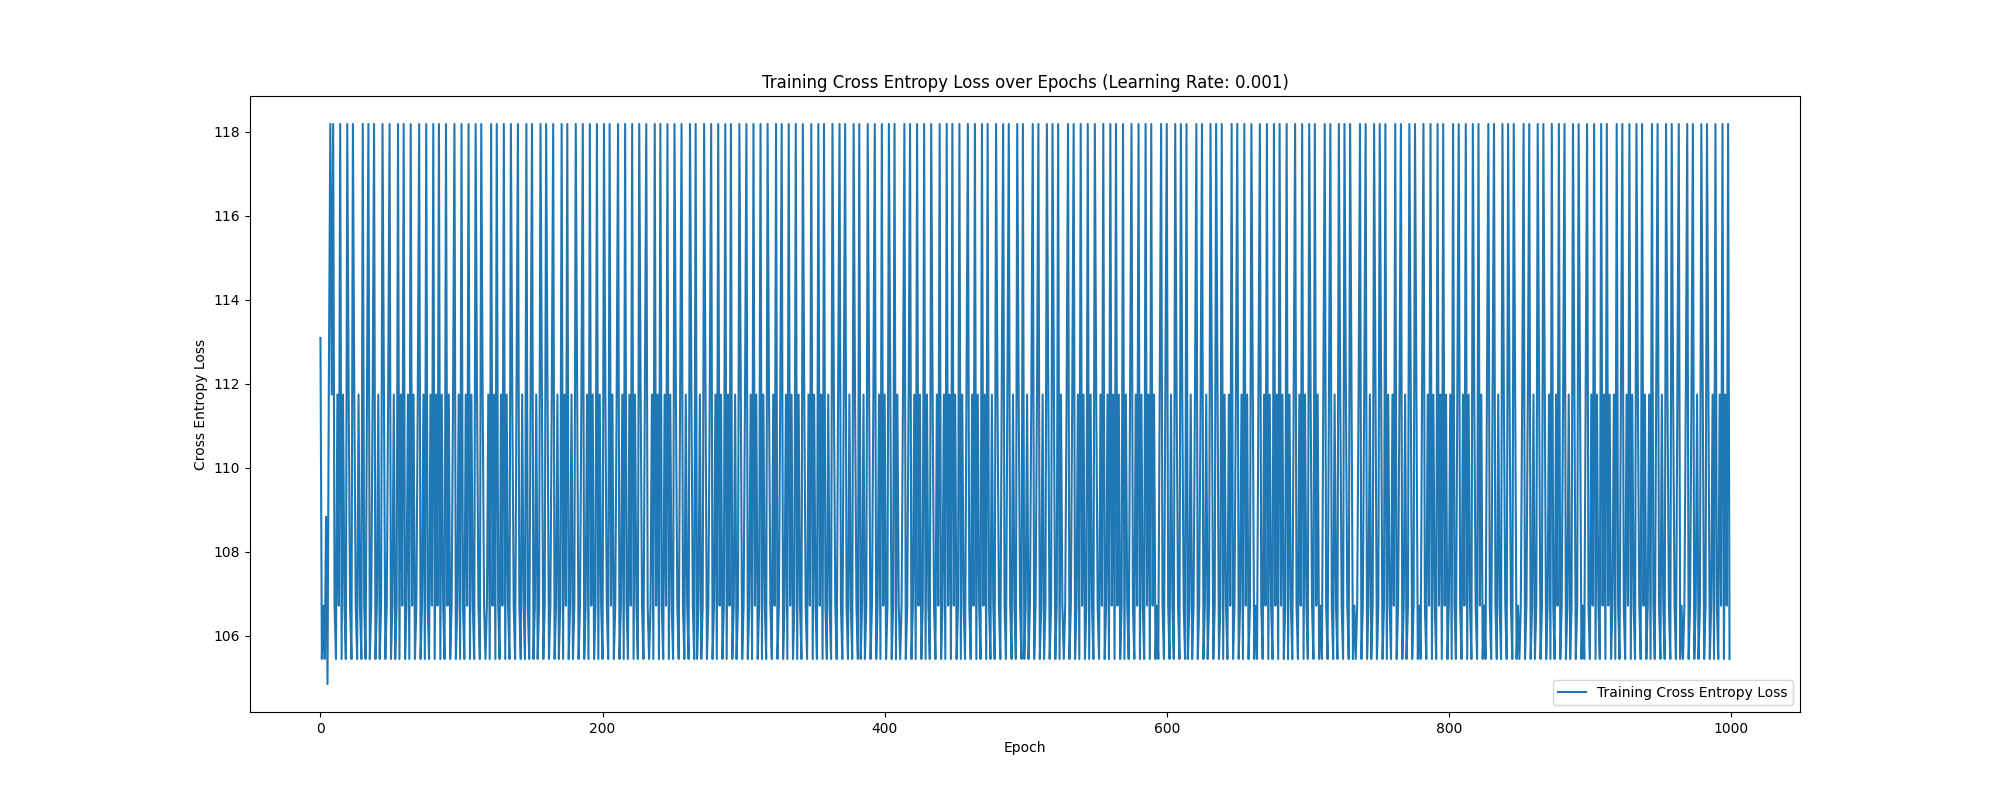 Training Cross Entropy Loss over Epochs (Learning Rate: 0.001)
118
116
114
112
110
108
106
Cross Entropy Loss
Training Cross Entropy Loss
0 200 400 600 800 1000
Epoch